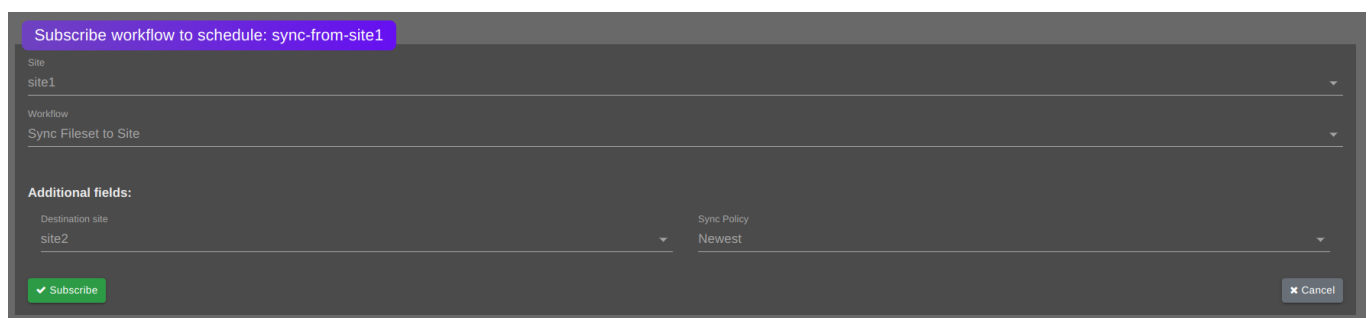 Subscribe workflow to schedule: sync-from-site1
Site
site1
Workflow
Sync Fileset to Site
Additional fields:
Destination site
site2
Sync Policy
Newest
Subscribe
Cancel